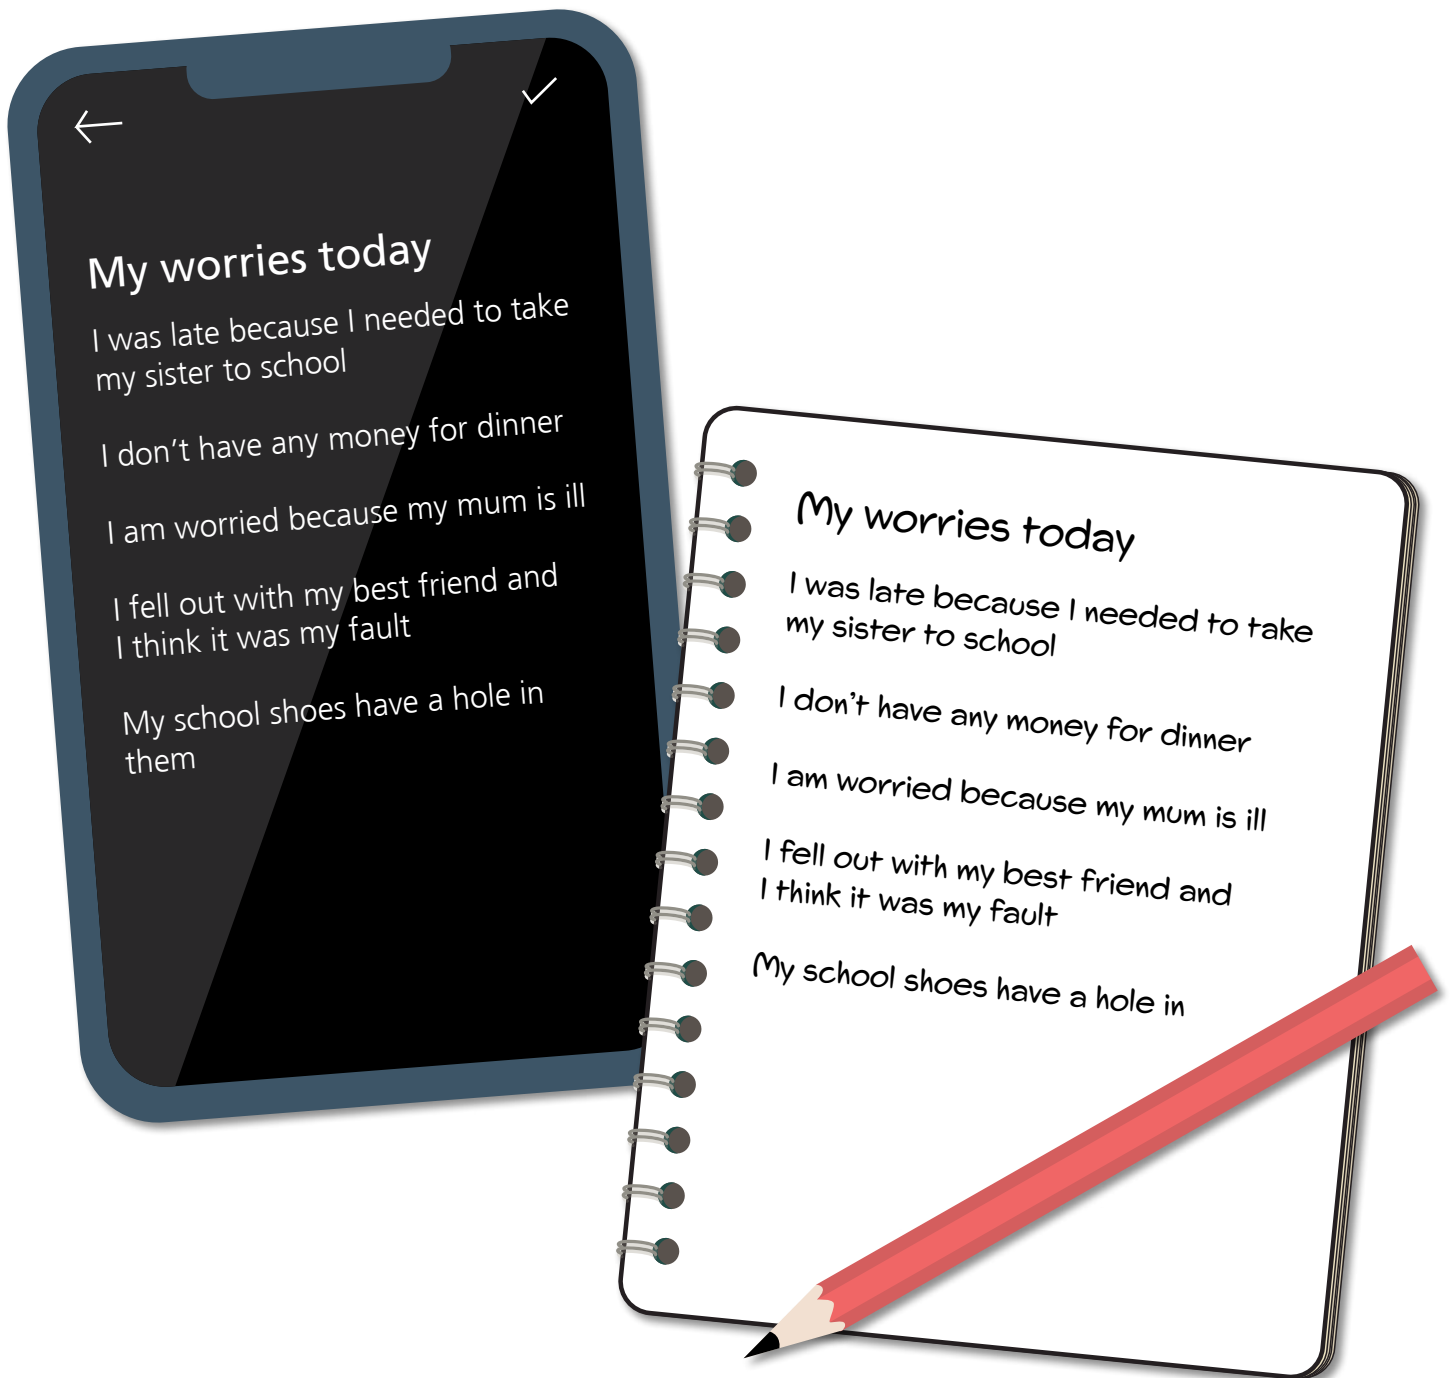 My worries today
I was late because I needed to take
my sister to school
I don't have any money for dinner
I am worried because my mum is ill
I fell out with my best friend and
I think it was my fault
My school shoes have a hole in
them
My worries today
I was late because I needed to take
my sister to school
I don't have any money for dinner
I am worried because my mum is ill
I fell out with my best friend and
I think it was my fault
My school shoes have a hole in